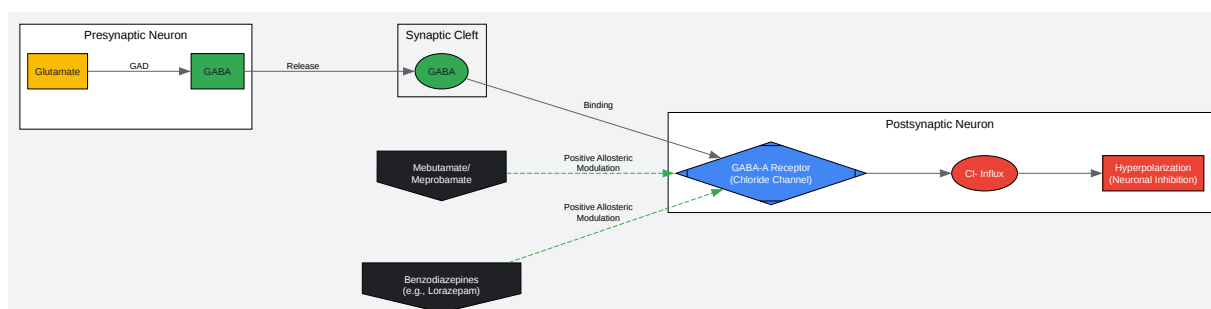 Presynaptic Neuron
Glutamate
GAD
GABA
Release
Synaptic Cleft
GABA
Binding
Postsynaptic Neuron
Mebutamate/
Meprobamate
Positive Allosteric
Modulation
GABA-A Receptor
(Chloride Channel)
Cl- Influx
Hyperpolarization
(Neuronal Inhibition)
Positive Allosteric
Modulation
Benzodiazepines
(e.g., Lorazepam)